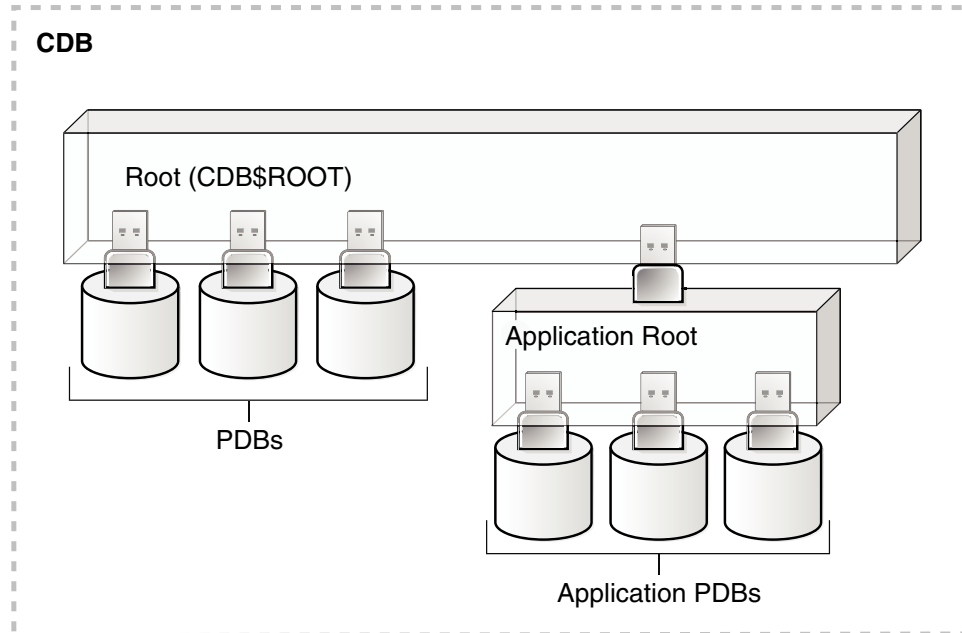 CDB
Root (CDB$ROOT)
Application Root
PDBs
Application PDBs